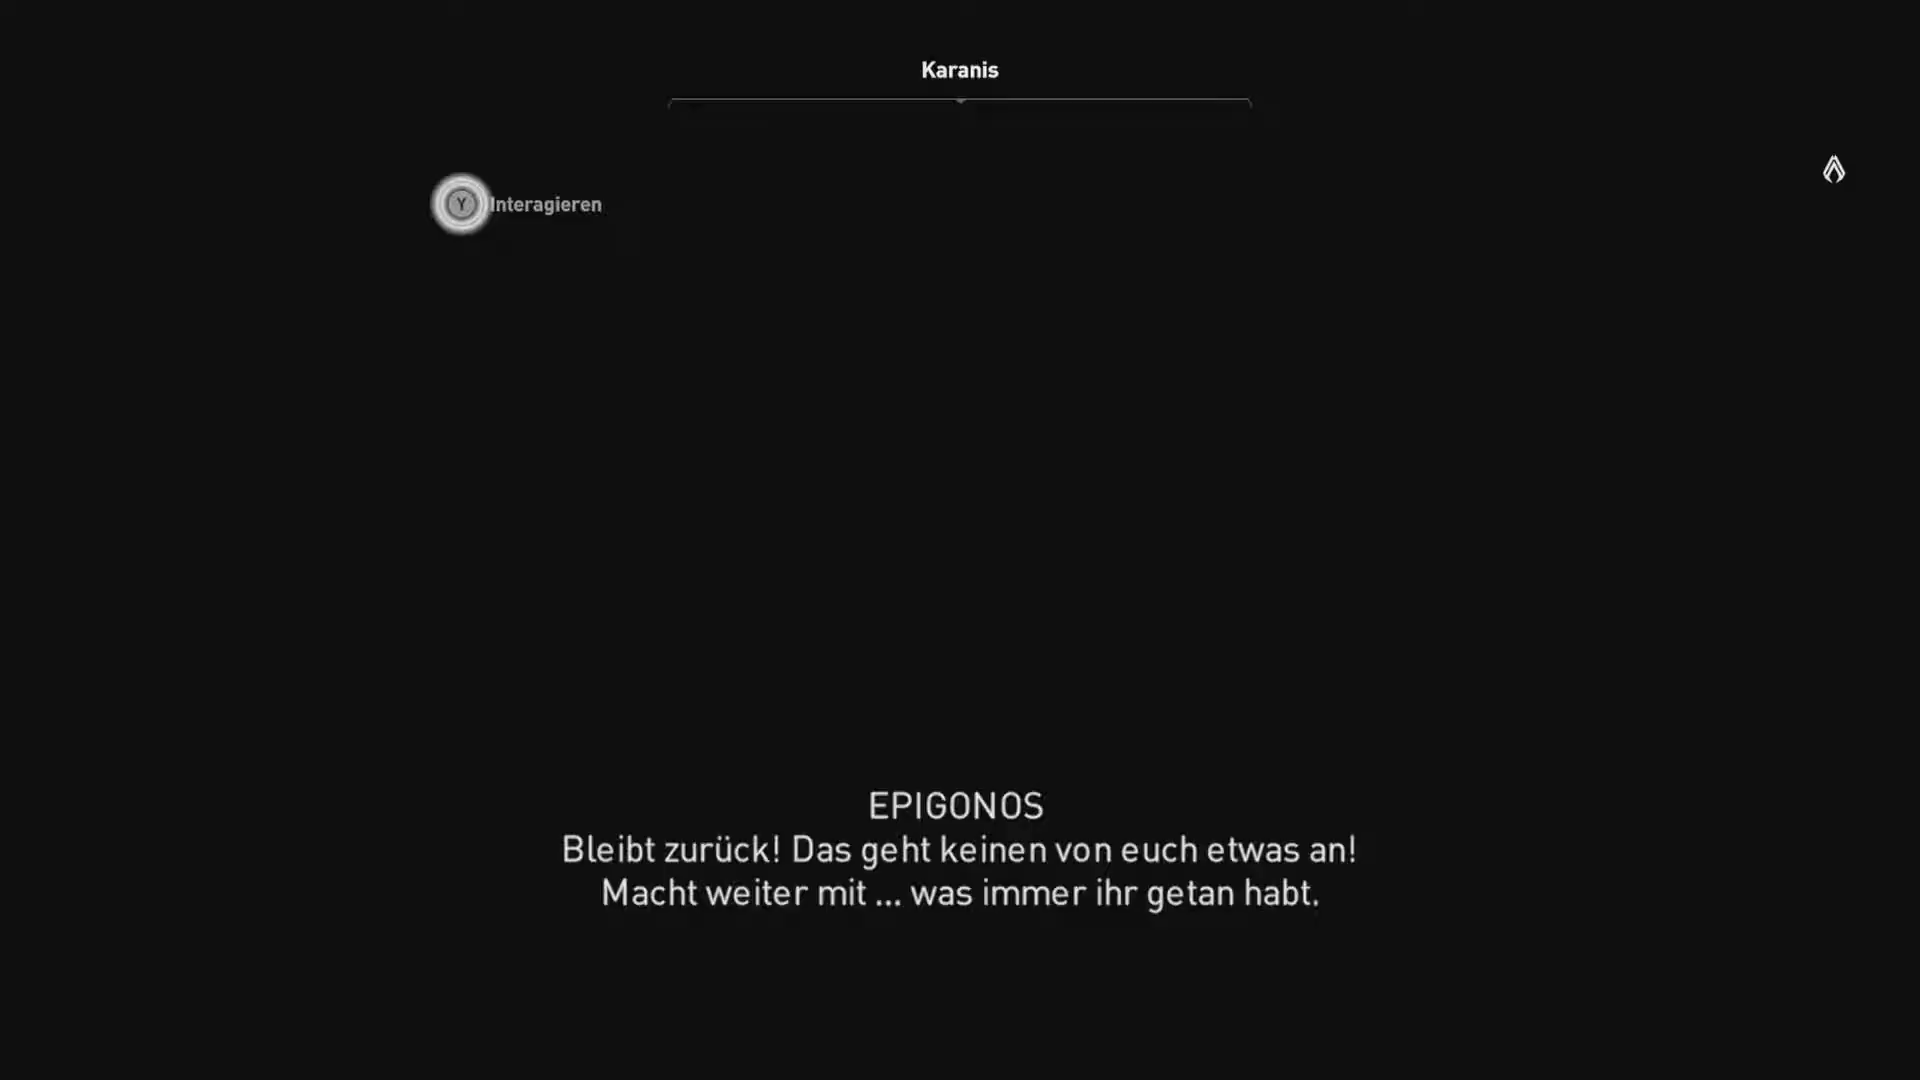 Karanis
Y Interagieren
EPIGONOS
Bleibt zurück! Das geht keinen von euch etwas an!
Macht weiter mit ... was immer ihr getan habt.